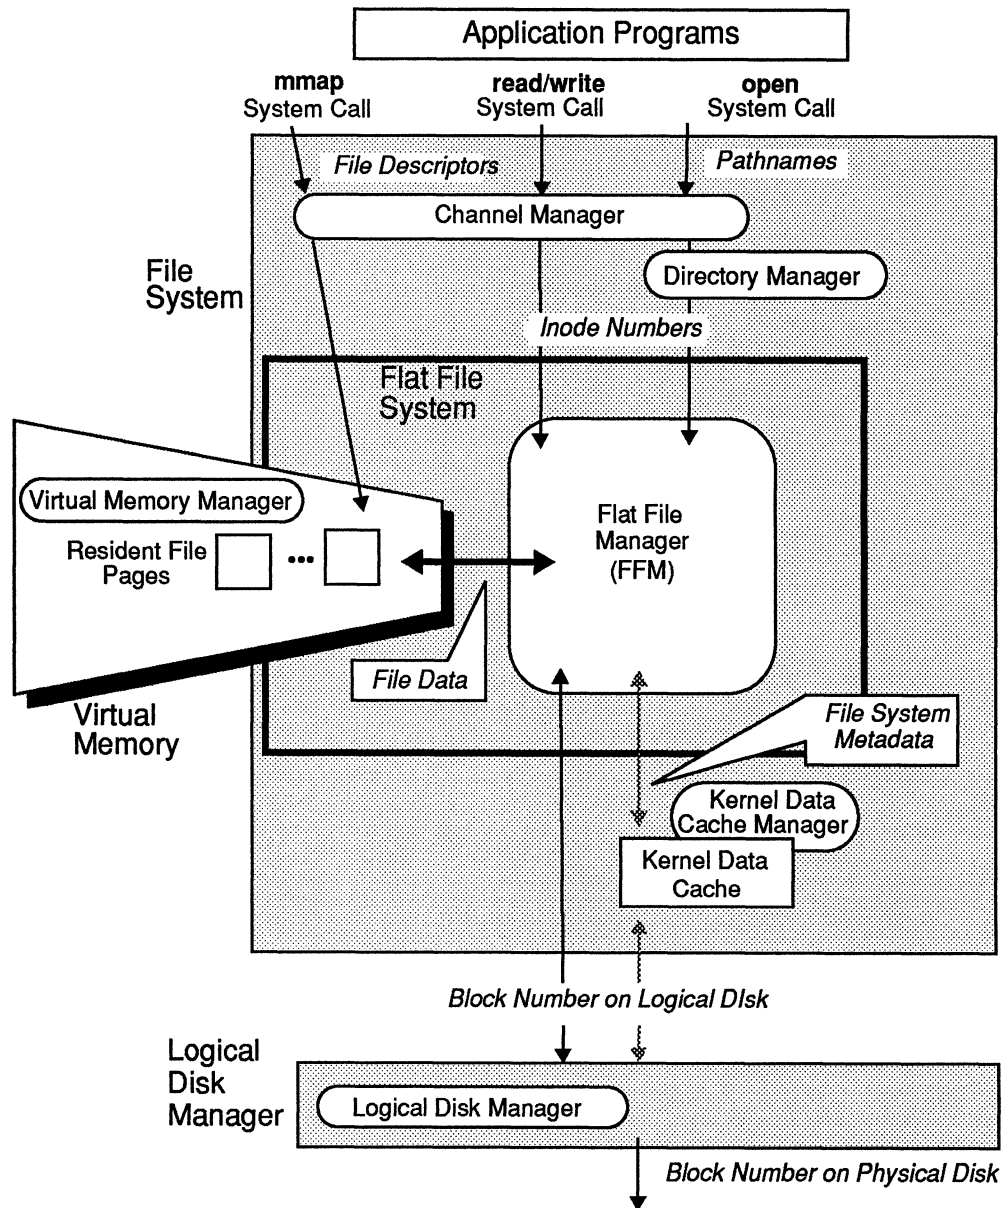 Application Programs
mmap
System Call
read/write
System Call
open
System Call
File Descriptors
Pathnames
Channel Manager
File
System
Directory Manager
Inode Numbers
Flat File
System
Virtual Memory Manager
Resident File
Pages
...
Flat File
Manager
(FFM)
File Data
Virtual
Memory
File System
Metadata
Kernel Data
Cache Manager
Kernel Data
Cache
Block Number on Logical DIsk
Logical
Disk
Manager
Logical Disk Manager
Block Number on Physical Disk